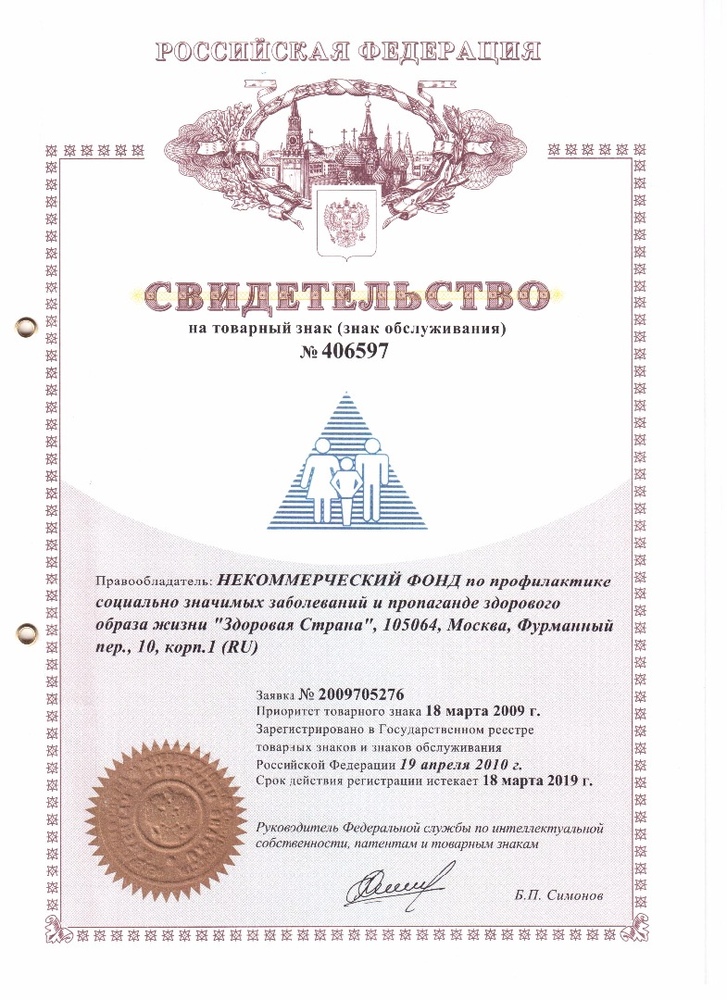 РОССИЙСКАЯ ФЕДЕРАЦИЯ
СВИДЕТЕЛЬСТВО
на товарный знак (знак обслуживания)
№ 406597
Правообладатель: НЕКОММЕРЧЕСКИЙ ФОНД по профилактике
социально значимых заболеваний и пропаганде здорового
образа жизни "Здоровая Страна", 105064, Москва, Фурманный
пер., 10, корп.1 (RU)
Заявка № 2009705276
Приоритет товарного знака 18 марта 2009 г.
Зарегистрировано в Государственном реестре
товарных знаков и знаков обслуживания
Российской Федерации 19 апреля 2010 г.
Срок действия регистрации истекает 18 марта 2019 г.
Руководитель Федеральной службы по интеллектуальной
собственности, патентам и товарным знакам
Б.П. Симонов